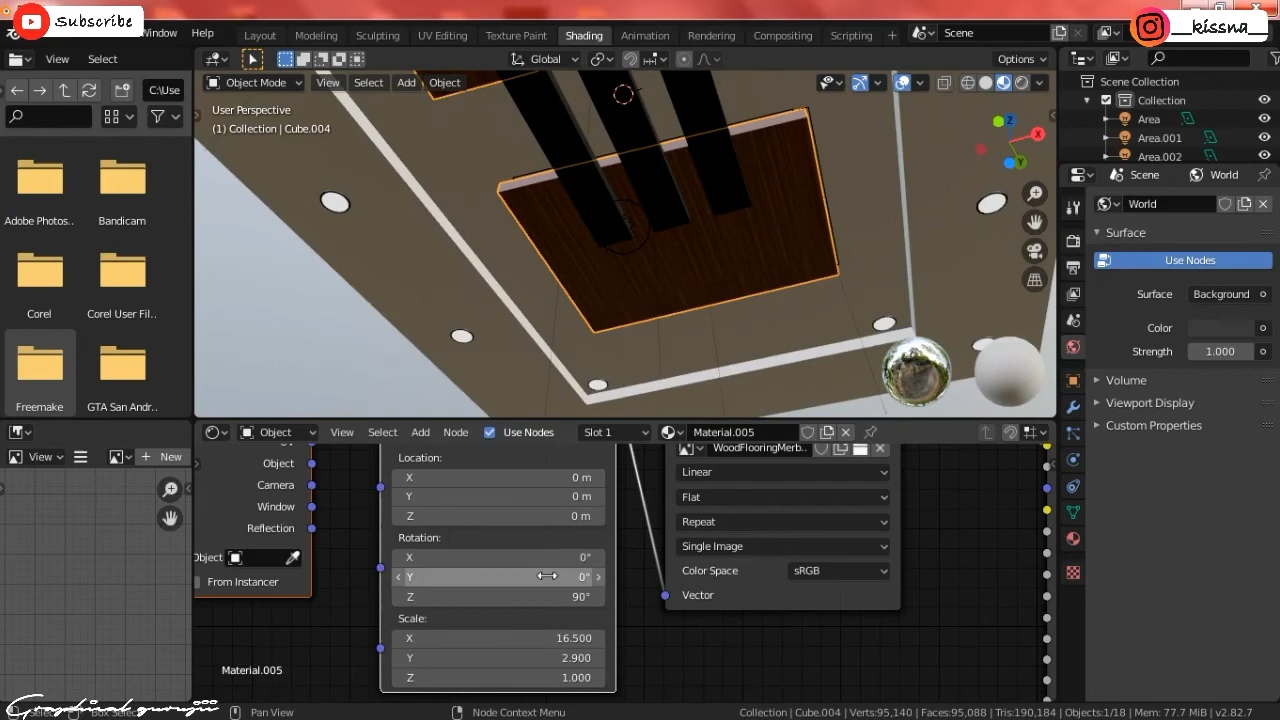 Subscribe
__kissna__
Window Help
Layout Modeling Sculpting UV Editing Texture Paint Shading Animation Rendering Compositing Scripting
Scene
View Select
Global
Options
Object Mode View Select Add Object
C:\Use
Adobe Photos.. Bandicam
Corel Corel User Fil..
Freemake GTA San Andr..
User Perspective
(1) Collection | Cube.004
X
Y
Z
Scene Collection
Collection
Area
Area.001
Area.002
Scene World
World
Surface
Use Nodes
Surface Background
Color
Strength 1.000
Volume
Viewport Display
Custom Properties
Object View Select Add Node Use Nodes Slot 1 Material.005
View New
Object
Camera
Window
Reflection
Object
From Instancer
Location:
X 0 m
Y 0 m
Z 0 m
Rotation:
X 0°
Y 0°
Z 90°
Scale:
X 16.500
Y 2.900
Z 1.000
WoodFlooringMerb..
Linear
Flat
Repeat
Single Image
Color Space sRGB
Vector
Material.005
Graphical gurujiii
Box Select
Pan View
Node Context Menu
Collection | Cube.004 | Verts:95,140 | Faces:95,088 | Tris:190,184 | Objects:1/18 | Mem: 77.7 MiB | v2.82.7